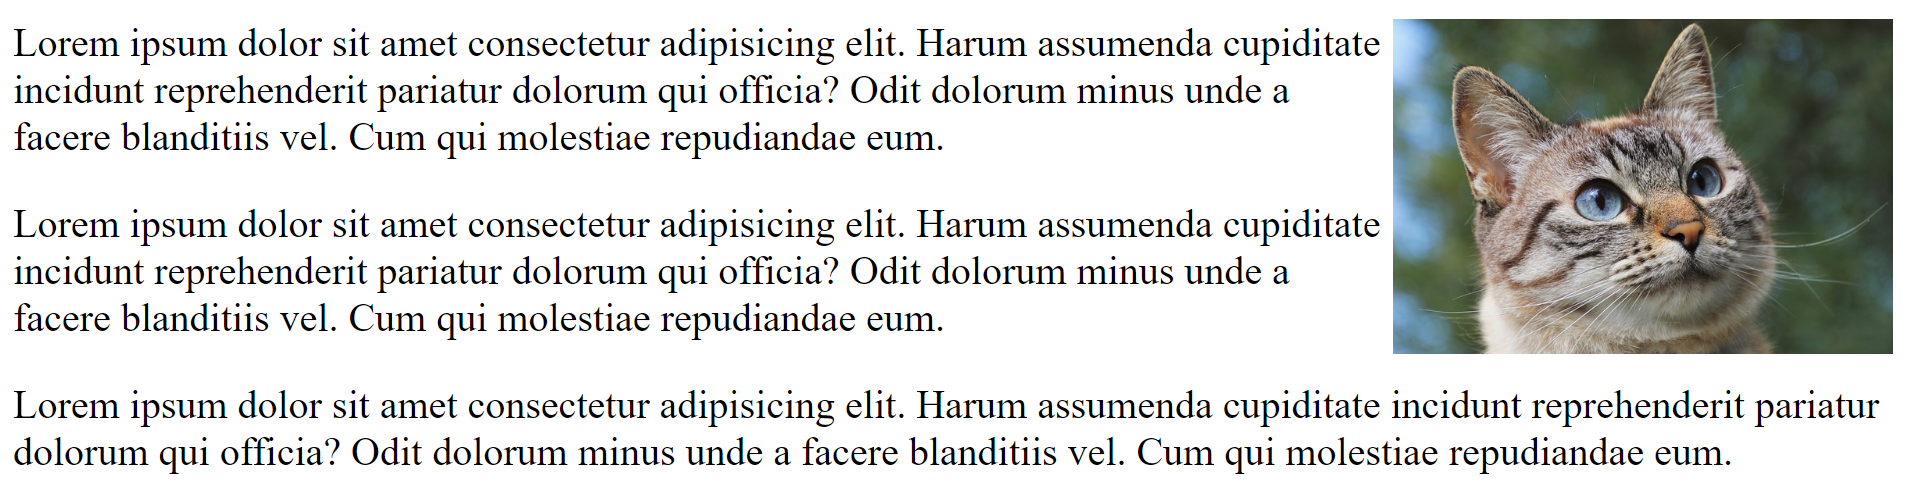 Lorem ipsum dolor sit amet consectetur adipisicing elit. Harum assumenda cupiditate
incidunt reprehenderit pariatur dolorum qui officia? Odit dolorum minus unde a
facere blanditiis vel. Cum qui molestiae repudiandae eum.
Lorem ipsum dolor sit amet consectetur adipisicing elit. Harum assumenda cupiditate
incidunt reprehenderit pariatur dolorum qui officia? Odit dolorum minus unde a
facere blanditiis vel. Cum qui molestiae repudiandae eum.
Lorem ipsum dolor sit amet consectetur adipisicing elit. Harum assumenda cupiditate incidunt reprehenderit pariatur
dolorum qui officia? Odit dolorum minus unde a facere blanditiis vel. Cum qui molestiae repudiandae eum.